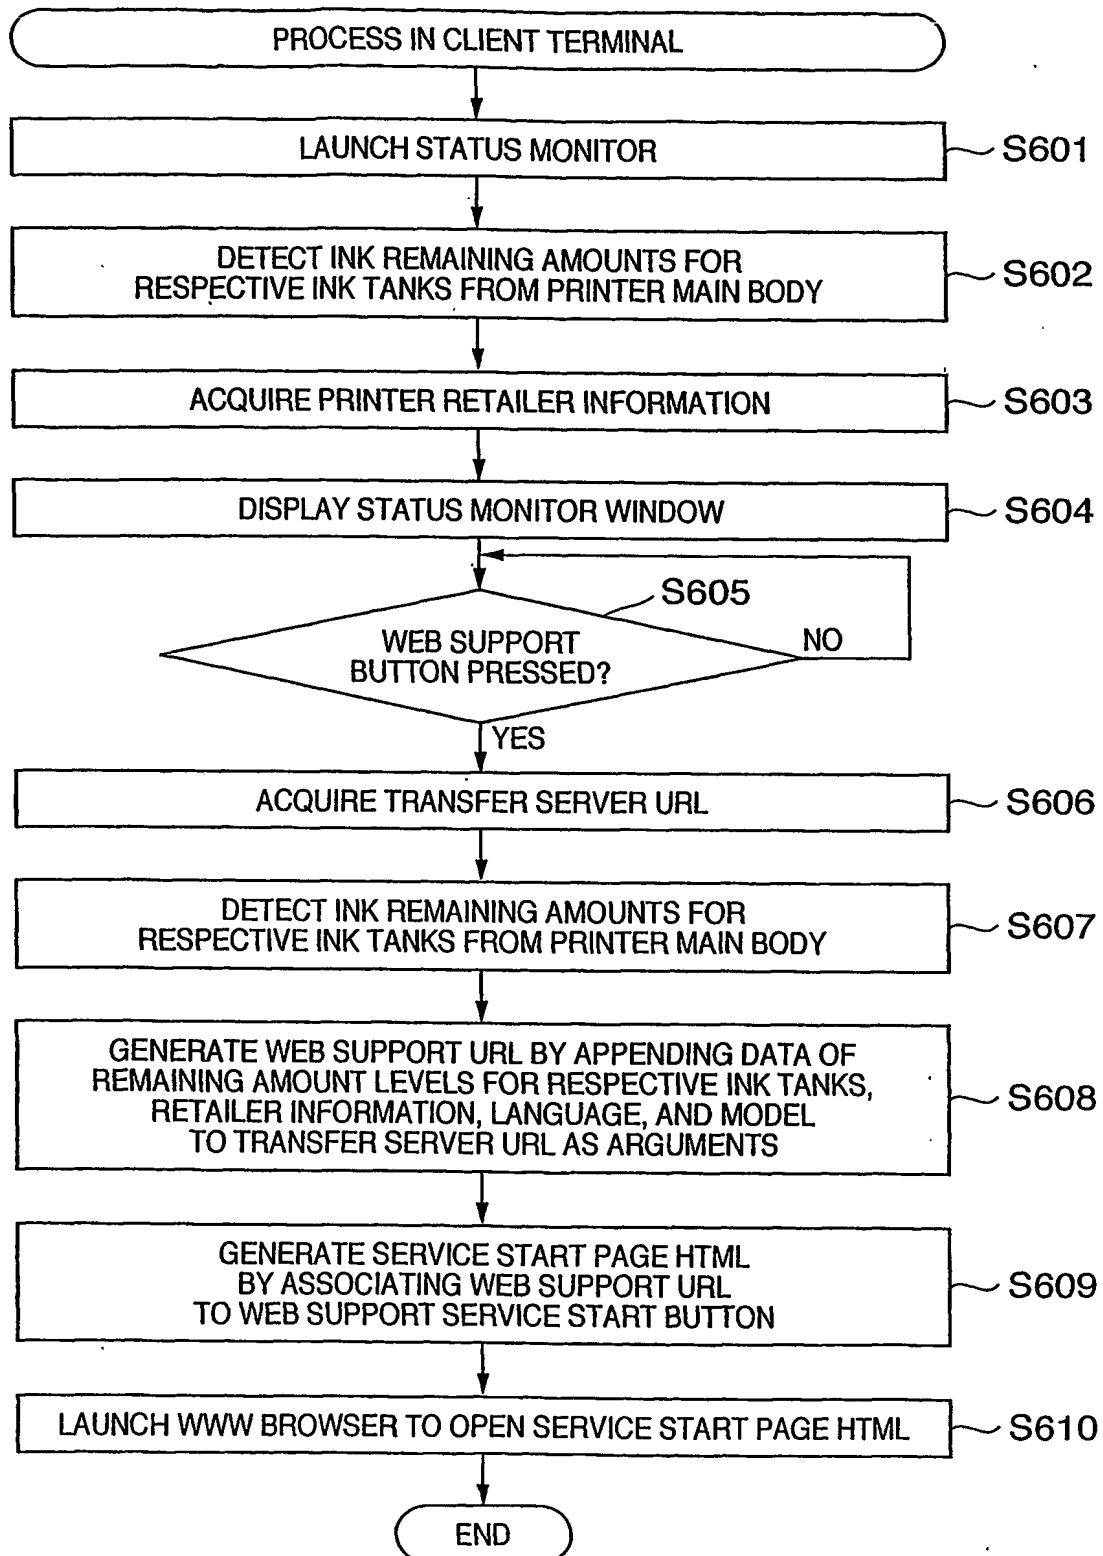 PROCESS IN CLIENT TERMINAL
LAUNCH STATUS MONITOR
S601
DETECT INK REMAINING AMOUNTS FOR
RESPECTIVE INK TANKS FROM PRINTER MAIN BODY
S602
ACQUIRE PRINTER RETAILER INFORMATION
S603
DISPLAY STATUS MONITOR WINDOW
S604
S605
WEB SUPPORT
BUTTON PRESSED?
NO
YES
ACQUIRE TRANSFER SERVER URL
S606
DETECT INK REMAINING AMOUNTS FOR
RESPECTIVE INK TANKS FROM PRINTER MAIN BODY
S607
GENERATE WEB SUPPORT URL BY APPENDING DATA OF
REMAINING AMOUNT LEVELS FOR RESPECTIVE INK TANKS,
RETAILER INFORMATION, LANGUAGE, AND MODEL
TO TRANSFER SERVER URL AS ARGUMENTS
S608
GENERATE SERVICE START PAGE HTML
BY ASSOCIATING WEB SUPPORT URL
TO WEB SUPPORT SERVICE START BUTTON
S609
LAUNCH WWW BROWSER TO OPEN SERVICE START PAGE HTML
S610
END